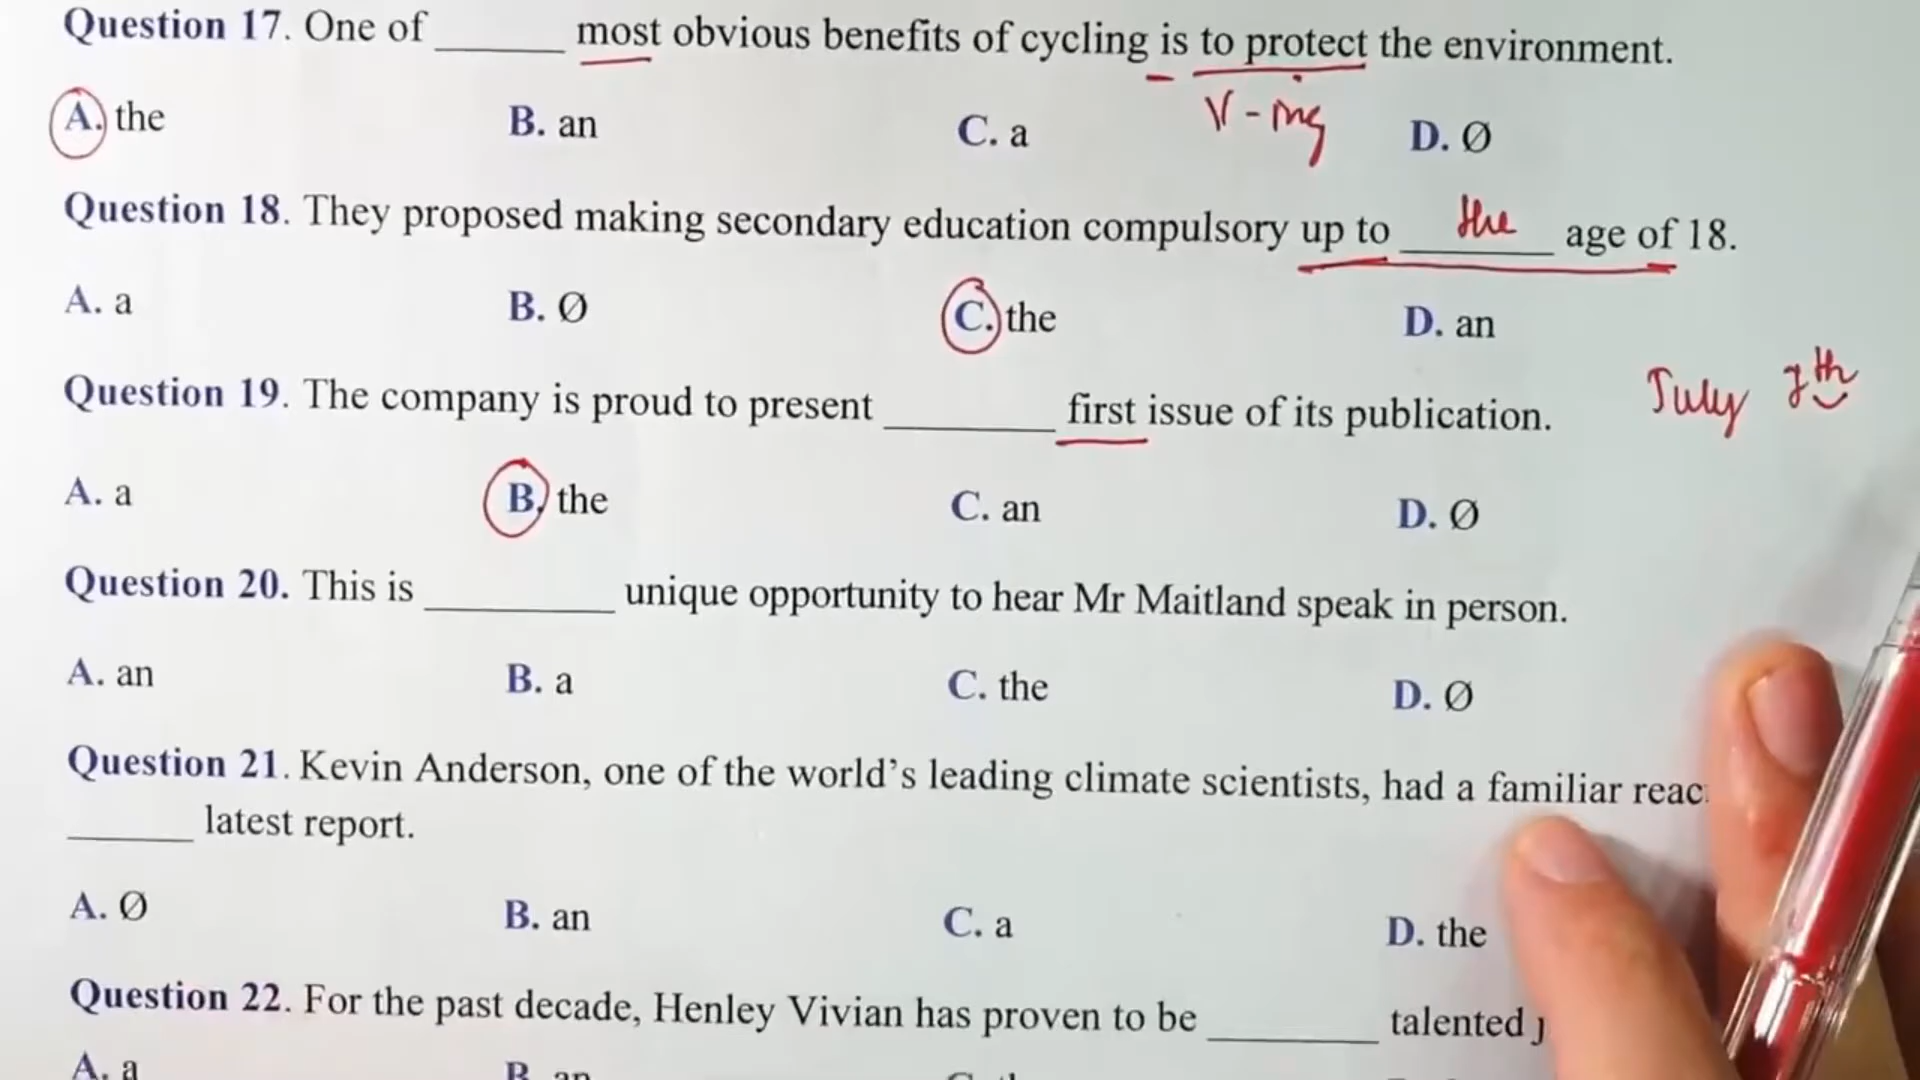 Question 17. One of ______ most obvious benefits of cycling is to protect the environment.
A. the B. an C. a V-ing D. Ø
Question 18. They proposed making secondary education compulsory up to the age of 18.
A. a B. Ø C. the D. an
Question 19. The company is proud to present ________ first issue of its publication.
July 7th
A. a B. the C. an D. Ø
Question 20. This is _________ unique opportunity to hear Mr Maitland speak in person.
A. an B. a C. the D. Ø
Question 21. Kevin Anderson, one of the world's leading climate scientists, had a familiar
______ latest report.
A. Ø B. an C. a D. the
Question 22. For the past decade, Henley Vivian has proven to be ________ talented
A. a B. an